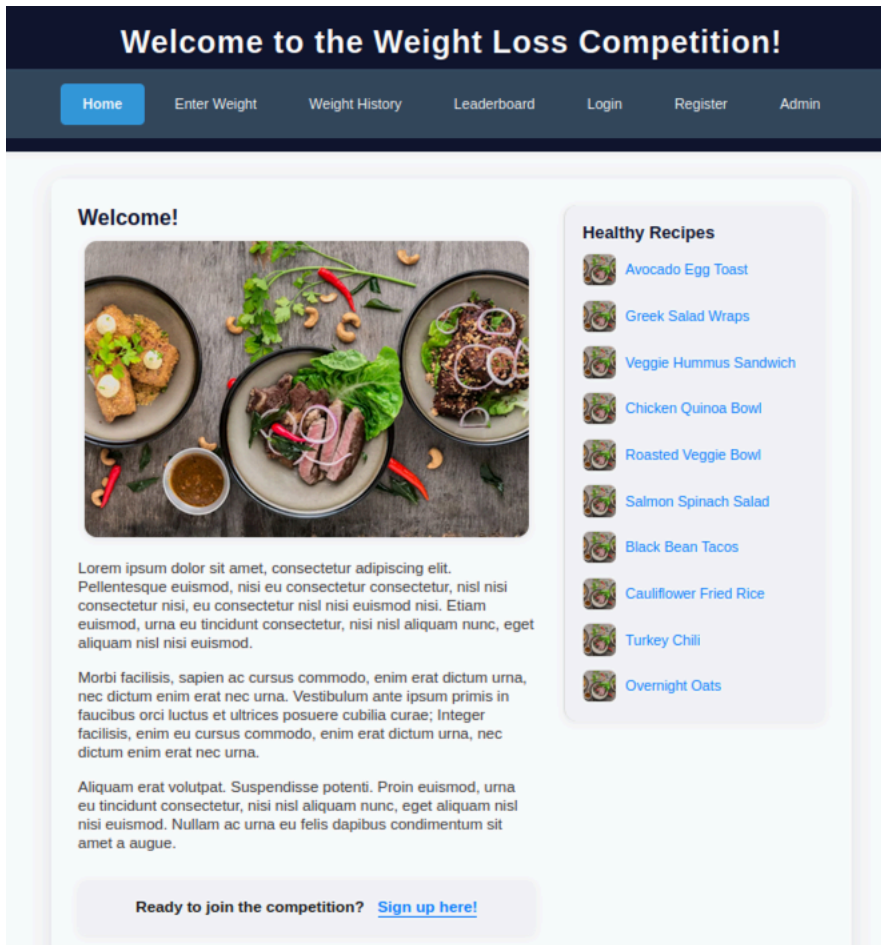 Welcome to the Weight Loss Competition!
Home Enter Weight Weight History Leaderboard Login Register Admin
Welcome!
Lorem ipsum dolor sit amet, consectetur adipiscing elit.
Pellentesque euismod, nisi eu consectetur consectetur, nisl nisi
consectetur nisi, eu consectetur nisl nisi euismod nisi. Etiam
euismod, urna eu tincidunt consectetur, nisi nisl aliquam nunc, eget
aliquam nisl nisi euismod.
Morbi facilisis, sapien ac cursus commodo, enim erat dictum urna,
nec dictum enim erat nec urna. Vestibulum ante ipsum primis in
faucibus orci luctus et ultrices posuere cubilia curae; Integer
facilisis, enim eu cursus commodo, enim erat dictum urna, nec
dictum enim erat nec urna.
Aliquam erat volutpat. Suspendisse potenti. Proin euismod, urna
eu tincidunt consectetur, nisi nisl aliquam nunc, eget aliquam nisl
nisi euismod. Nullam ac urna eu felis dapibus condimentum sit
amet a augue.
Ready to join the competition? Sign up here!
Healthy Recipes
Avocado Egg Toast
Greek Salad Wraps
Veggie Hummus Sandwich
Chicken Quinoa Bowl
Roasted Veggie Bowl
Salmon Spinach Salad
Black Bean Tacos
Cauliflower Fried Rice
Turkey Chili
Overnight Oats